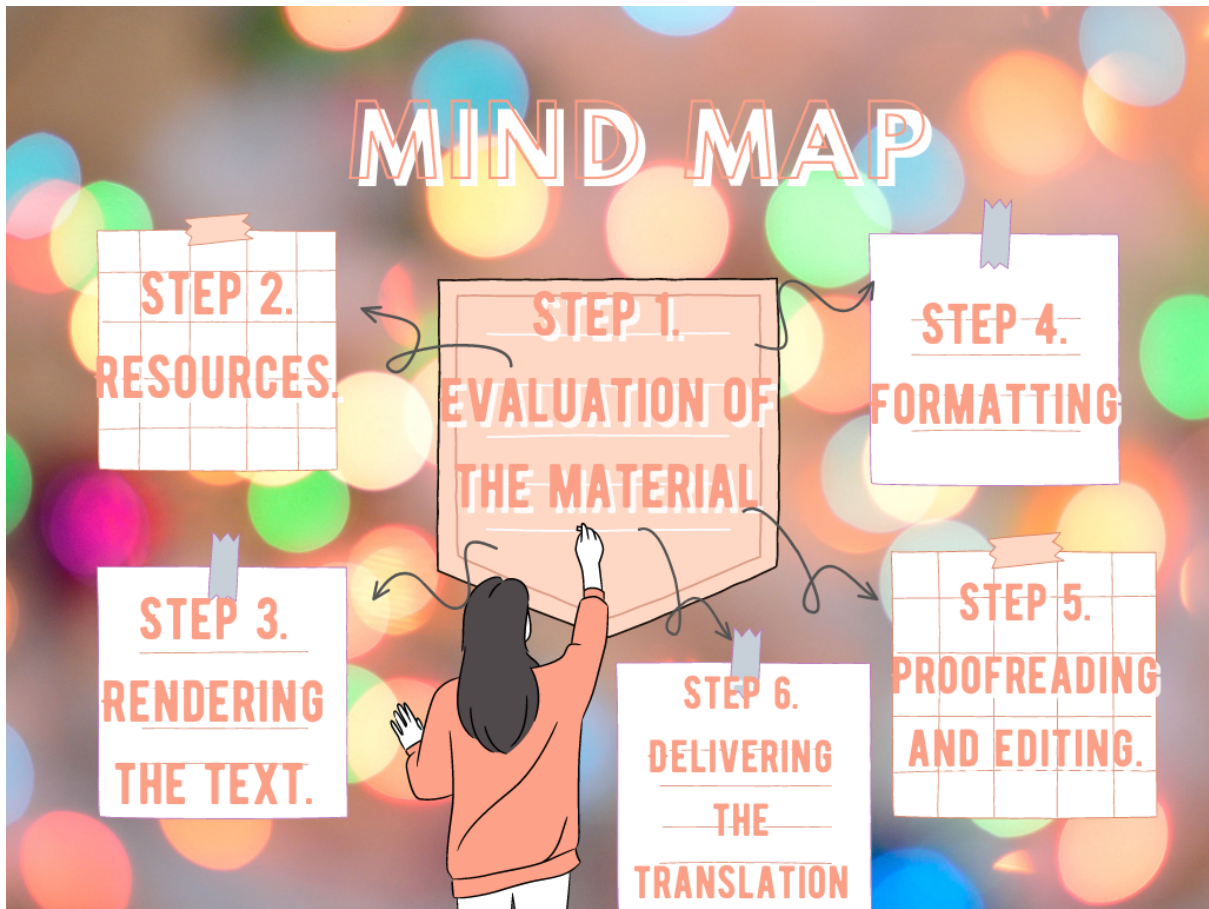 MIND MAP
STEP 1.
EVALUATION OF
THE MATERIAL
STEP 2.
RESOURCES.
STEP 3.
RENDERING
THE TEXT.
STEP 4.
FORMATTING
STEP 5.
PROOFREADING
AND EDITING.
STEP 6.
DELIVERING
THE
TRANSLATION